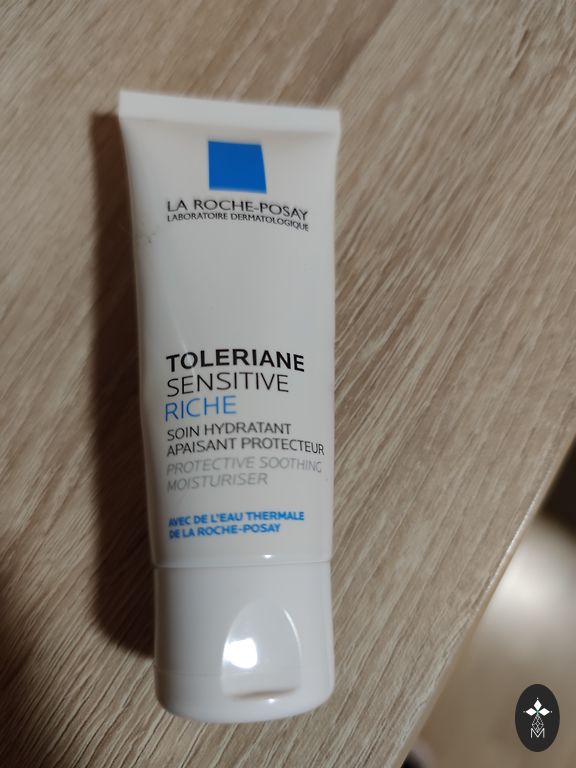 LA ROCHE-POSAY
LABORATOIRE DERMATOLOGIQUE
TOLERIANE
SENSITIVE
RICHE
SOIN HYDRATANT
APAISANT PROTECTEUR
PROTECTIVE SOOTHING
MOISTURISER
AVEC DE L'EAU THERMALE
DE LA ROCHE-POSAY
M